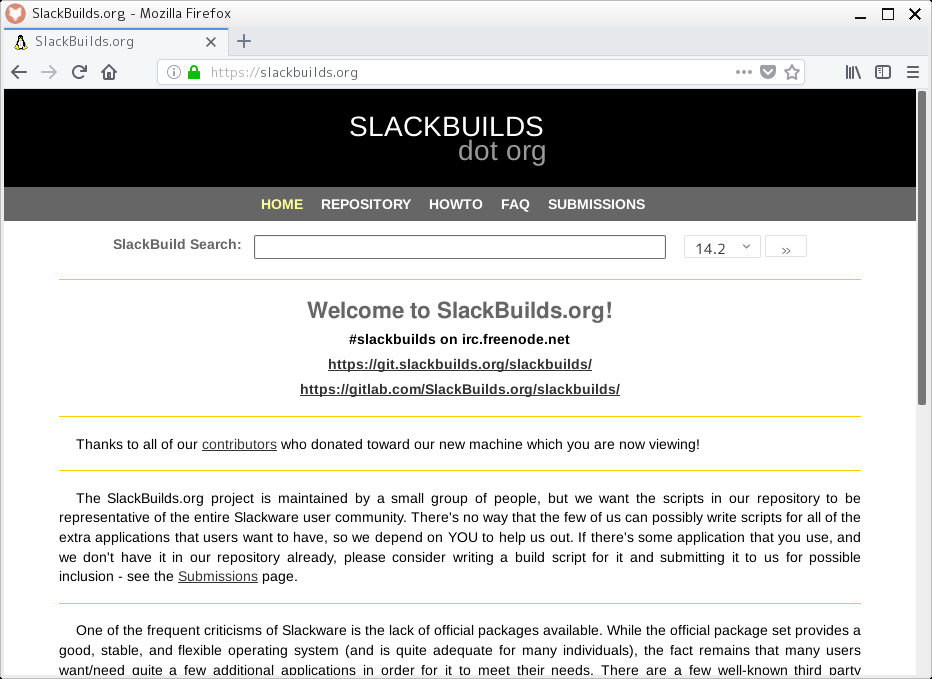 SlackBuilds.org - Mozilla Firefox
SlackBuilds.org
https://slackbuilds.org
SLACKBUILDS
dot org
HOME REPOSITORY HOWTO FAQ SUBMISSIONS
SlackBuild Search: 14.2 »
Welcome to SlackBuilds.org!
#slackbuilds on irc.freenode.net
https://git.slackbuilds.org/slackbuilds/
https://gitlab.com/SlackBuilds.org/slackbuilds/
Thanks to all of our contributors who donated toward our new machine which you are now viewing!
The SlackBuilds.org project is maintained by a small group of people, but we want the scripts in our repository to be
representative of the entire Slackware user community. There's no way that the few of us can possibly write scripts for all of the
extra applications that users want to have, so we depend on YOU to help us out. If there's some application that you use, and
we don't have it in our repository already, please consider writing a build script for it and submitting it to us for possible
inclusion - see the Submissions page.
One of the frequent criticisms of Slackware is the lack of official packages available. While the official package set provides a
good, stable, and flexible operating system (and is quite adequate for many individuals), the fact remains that many users
want/need quite a few additional applications in order for it to meet their needs. There are a few well-known third party